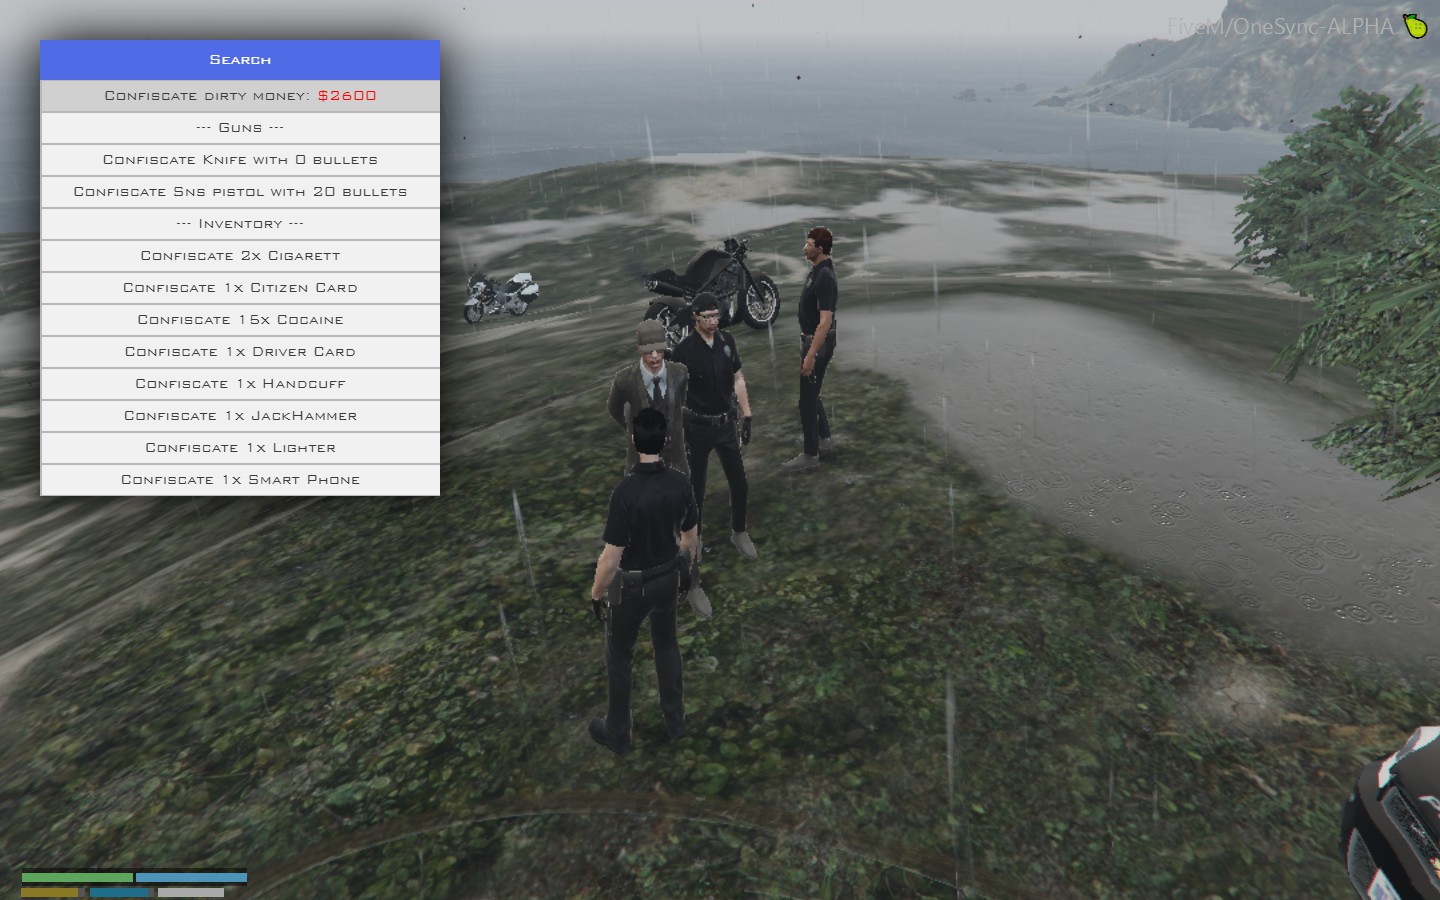 FiveM/OneSync-ALPHA
Search
Confiscate dirty money: $2600
--- Guns ---
Confiscate Knife with 0 bullets
Confiscate Sns pistol with 20 bullets
--- Inventory ---
Confiscate 2x Cigarett
Confiscate 1x Citizen Card
Confiscate 15x Cocaine
Confiscate 1x Driver Card
Confiscate 1x Handcuff
Confiscate 1x JackHammer
Confiscate 1x Lighter
Confiscate 1x Smart Phone